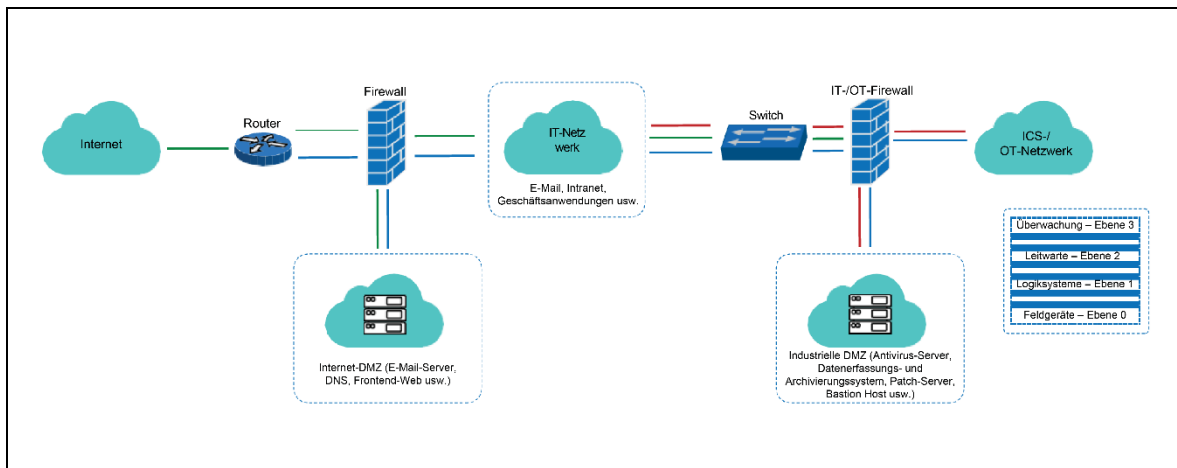 Internet
Router
Firewall
IT-Netz
werk
E-Mail, Intranet,
Geschäftsanwendungen usw.
Switch
IT-/OT-Firewall
ICS-/
OT-Netzwerk
Überwachung – Ebene 3
Leitwarte – Ebene 2
Logiksysteme – Ebene 1
Feldgeräte – Ebene 0
Internet-DMZ (E-Mail-Server,
DNS, Frontend-Web usw.)
Industrielle DMZ (Antivirus-Server,
Datenerfassungs- und
Archivierungssystem, Patch-Server,
Bastion Host usw.)